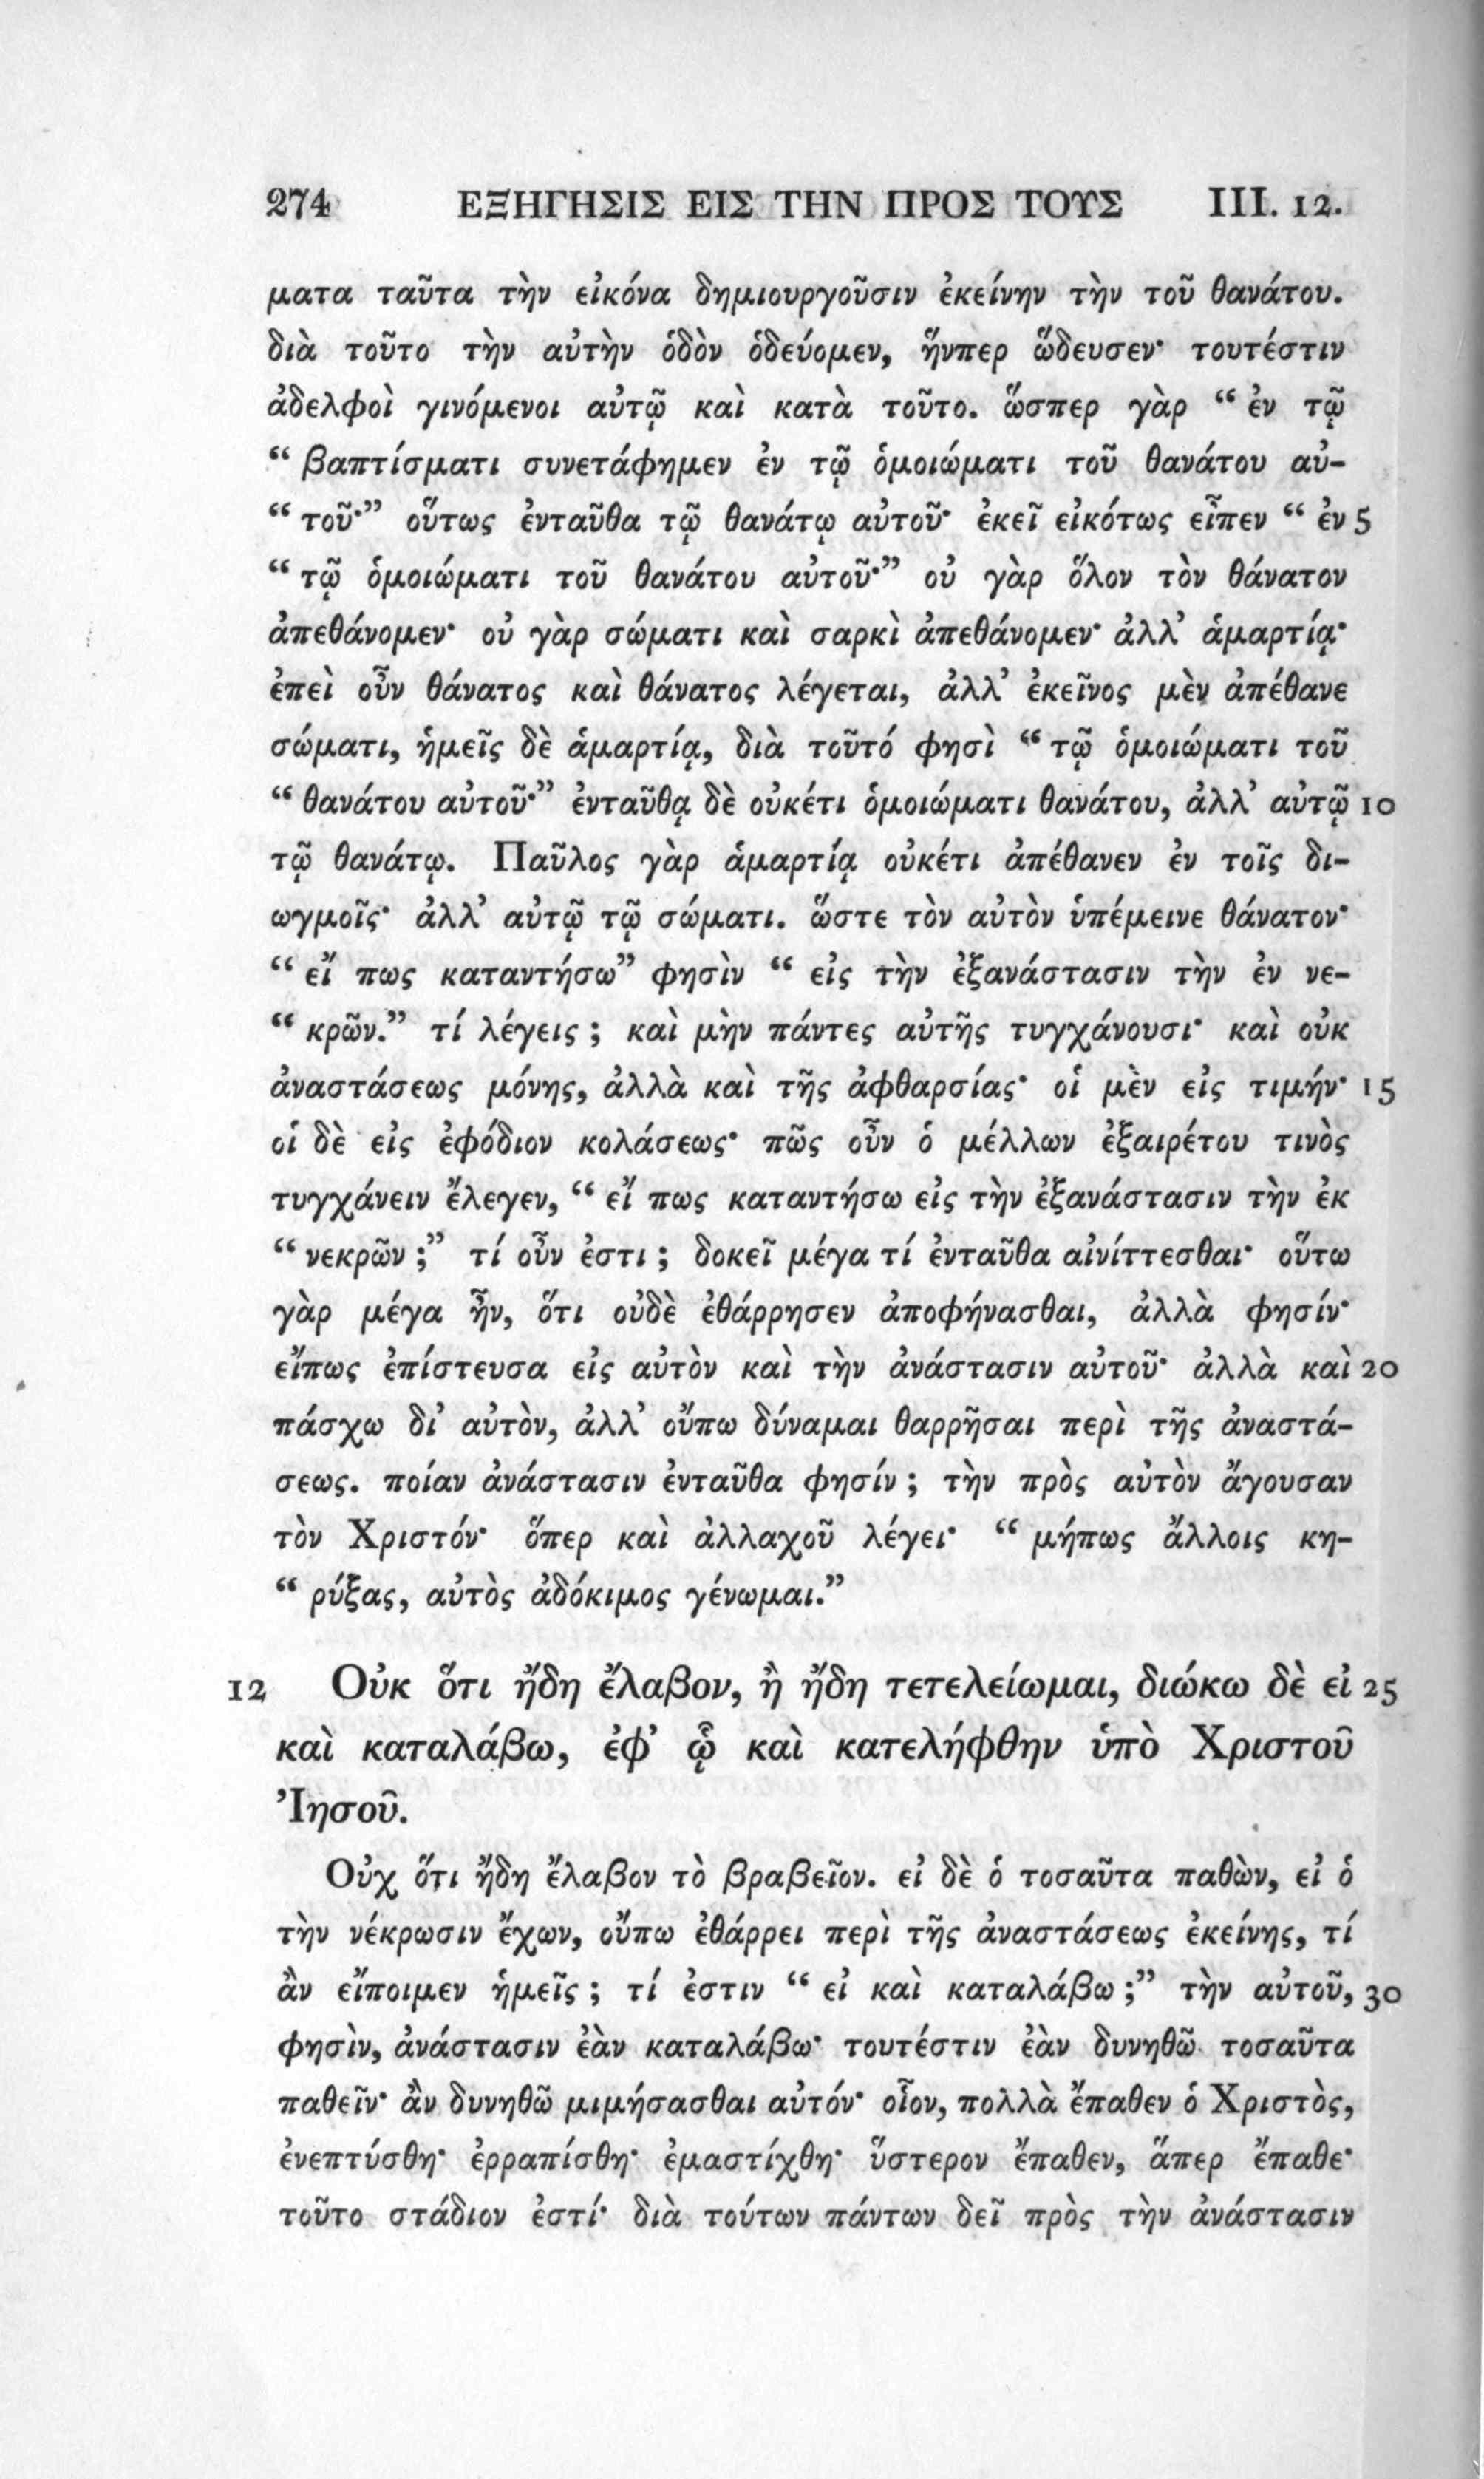 274 ΕΞΗΓΗΣΙΣ ΕΙΣ ΤΗΝ ΠΡΟΣ ΤΟΥΣ III. 12.
ματα ταῦτα τὴν εἰκόνα δημιουργοῦσιν ἐκείνην τὴν τοῦ θανάτου.
διὰ τοῦτο τὴν αὐτὴν ὁδὸν ὁδεύομεν, ἥνπερ ὥδευσεν· τουτέστιν
ἀδελφοὶ γινόμενοι αὐτῷ καὶ κατὰ τοῦτο. ὥσπερ γὰρ “ ἐν τῷ
“ βαπτίσματι συνετάφημεν ἐν τῷ ὁμοιώματι τοῦ θανάτου αὐ-
“ τοῦ·” οὕτως ἐνταῦθα τῷ θανάτῳ αὐτοῦ· ἐκεῖ εἰκότως εἶπεν “ ἐν 5
“ τῷ ὁμοιώματι τοῦ θανάτου αὐτοῦ·” οὐ γὰρ ὅλον τὸν θάνατον
ἀπεθάνομεν· οὐ γὰρ σώματι καὶ σαρκὶ ἀπεθάνομεν· ἀλλ’ ἁμαρτίᾳ·
ἐπεὶ οὖν θάνατος καὶ θάνατος λέγεται, ἀλλ’ ἐκεῖνος μὲν ἀπέθανε
σώματι, ἡμεῖς δὲ ἁμαρτίᾳ, διὰ τοῦτό φησὶ “ τῷ ὁμοιώματι τοῦ
“ θανάτου αὐτοῦ·” ἐνταῦθᾳ δὲ οὐκέτι ὁμοιώματι θανάτου, ἀλλ’ αὐτῷ 10
τῷ θανάτῳ. Παῦλος γὰρ ἁμαρτίᾳ οὐκέτι ἀπέθανεν ἐν τοῖς δι-
ωγμοῖς· ἀλλ’ αὐτῷ τῷ σώματι. ὥστε τὸν αὐτὸν ὑπέμεινε θάνατον·
“ εἴ πως καταντήσω” φησὶν “ εἰς τὴν ἐξανάστασιν τὴν ἐν νε-
“ κρῶν.” τί λέγεις ; καὶ μὴν πάντες αὐτῆς τυγχάνουσι· καὶ οὐκ
ἀναστάσεως μόνης, ἀλλὰ καὶ τῆς ἀφθαρσίας· οἱ μὲν εἰς τιμήν· 15
οἱ δὲ εἰς ἐφόδιον κολάσεως· πῶς οὖν ὁ μέλλων ἐξαιρέτου τινὸς
τυγχάνειν ἔλεγεν, “ εἴ πως καταντήσω εἰς τὴν ἐξανάστασιν τὴν ἐκ
“ νεκρῶν ;” τί οὖν ἐστι ; δοκεῖ μέγα τί ἐνταῦθα αἰνίττεσθαι· οὕτω
γὰρ μέγα ἦν, ὅτι οὐδὲ ἐθάρρησεν ἀποφήνασθαι, ἀλλὰ φησίν·
εἴπως ἐπίστευσα εἰς αὐτὸν καὶ τὴν ἀνάστασιν αὐτοῦ· ἀλλὰ καὶ 20
πάσχω δι’ αὐτὸν, ἀλλ’ οὔπω δύναμαι θαρρῆσαι περὶ τῆς ἀναστά-
σεως. ποίαν ἀνάστασιν ἐνταῦθα φησίν ; τὴν πρὸς αὐτὸν ἄγουσαν
τὸν Χριστόν· ὅπερ καὶ ἀλλαχοῦ λέγει· “ μήπως ἄλλοις κη-
“ ρύξας, αὐτὸς ἀδόκιμος γένωμαι.”
12 Οὐκ ὅτι ἤδη ἔλαβον, ἢ ἤδη τετελείωμαι, διώκω δὲ εἰ 25
καὶ καταλάβω, ἐφ’ ᾧ καὶ κατελήφθην ὑπὸ Χριστοῦ
Ἰησοῦ.
Οὐχ ὅτι ἤδη ἔλαβον τὸ βραβεῖον. εἰ δὲ ὁ τοσαῦτα παθὼν, εἰ ὁ
τὴν νέκρωσιν ἔχων, οὔπω ἐθάρρει περὶ τῆς ἀναστάσεως ἐκείνης, τί
ἂν εἴποιμεν ἡμεῖς ; τί ἐστιν “ εἰ καὶ καταλάβω ;” τὴν αὐτοῦ, 30
φησὶν, ἀνάστασιν ἐὰν καταλάβω· τουτέστιν ἐὰν δυνηθῶ τοσαῦτα
παθεῖν· ἂν δυνηθῶ μιμήσασθαι αὐτόν· οἷον, πολλὰ ἔπαθεν ὁ Χριστὸς,
ἐνεπτύσθη· ἐρραπίσθη· ἐμαστίχθη· ὕστερον ἔπαθεν, ἅπερ ἔπαθε·
τοῦτο στάδιον ἐστί· διὰ τούτων πάντων δεῖ πρὸς τὴν ἀνάστασιν